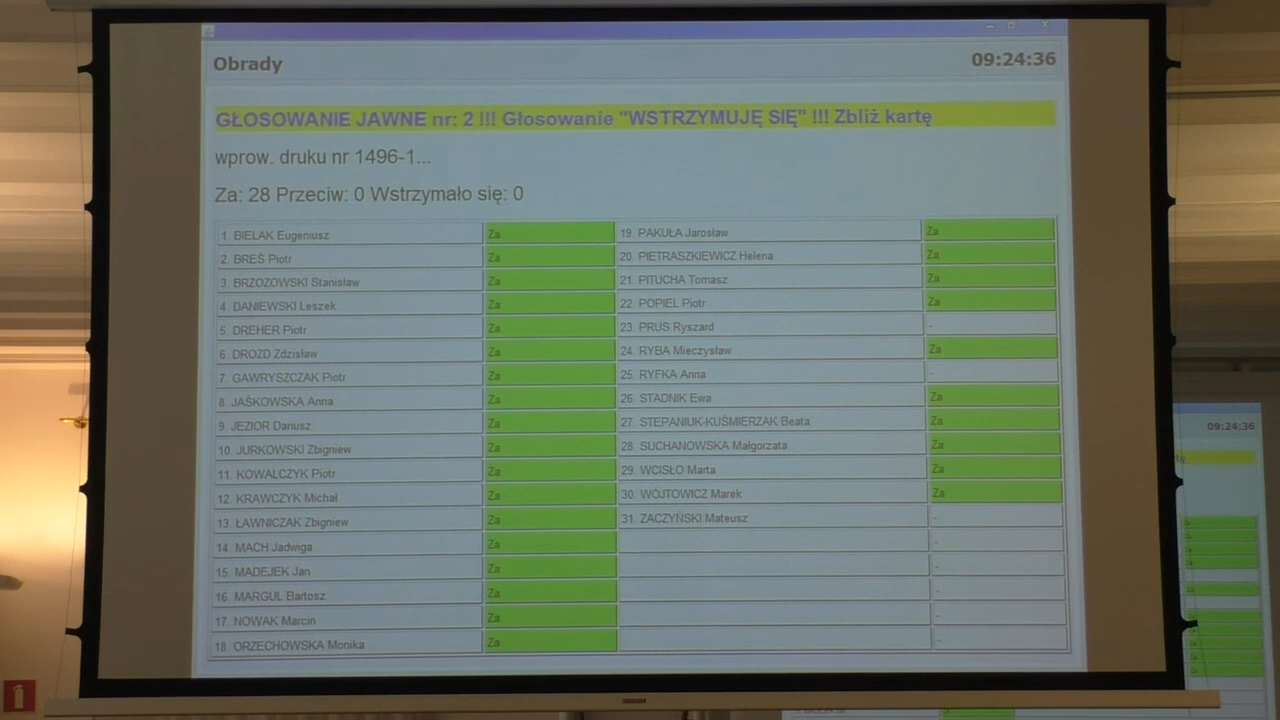 Obrady 09:24:36
GŁOSOWANIE JAWNE nr: 2 !!! Głosowanie "WSTRZYMUJĘ SIĘ" !!! Zbliż kartę
wprow. druku nr 1496-1...
Za: 28 Przeciw: 0 Wstrzymało się: 0
1. BIELAK Eugeniusz Za 19. PAKUŁA Jarosław Za
2. BREŚ Piotr Za 20. PIETRASZKIEWICZ Helena Za
3. BRZOZOWSKI Stanisław Za 21. PITUCHA Tomasz Za
4. DANIEWSKI Leszek Za 22. POPIEL Piotr Za
5. DREHER Piotr Za 23. PRUS Ryszard -
6. DROZD Zdzisław Za 24. RYBA Mieczysław Za
7. GAWRYSZCZAK Piotr Za 25. RYFKA Anna -
8. JAŚKOWSKA Anna Za 26. STADNIK Ewa Za
9. JEZIOR Dariusz Za 27. STEPANIUK-KUŚMIERZAK Beata Za
10. JURKOWSKI Zbigniew Za 28. SUCHANOWSKA Małgorzata Za
11. KOWALCZYK Piotr Za 29. WCISŁO Marta Za
12. KRAWCZYK Michał Za 30. WÓJTOWICZ Marek Za
13. ŁAWNICZAK Zbigniew Za 31. ZACZYŃSKI Mateusz -
14. MACH Jadwiga Za -
15. MADEJEK Jan Za -
16. MARGUL Bartosz Za -
17. NOWAK Marcin Za -
18. ORZECHOWSKA Monika Za -
09:24:36